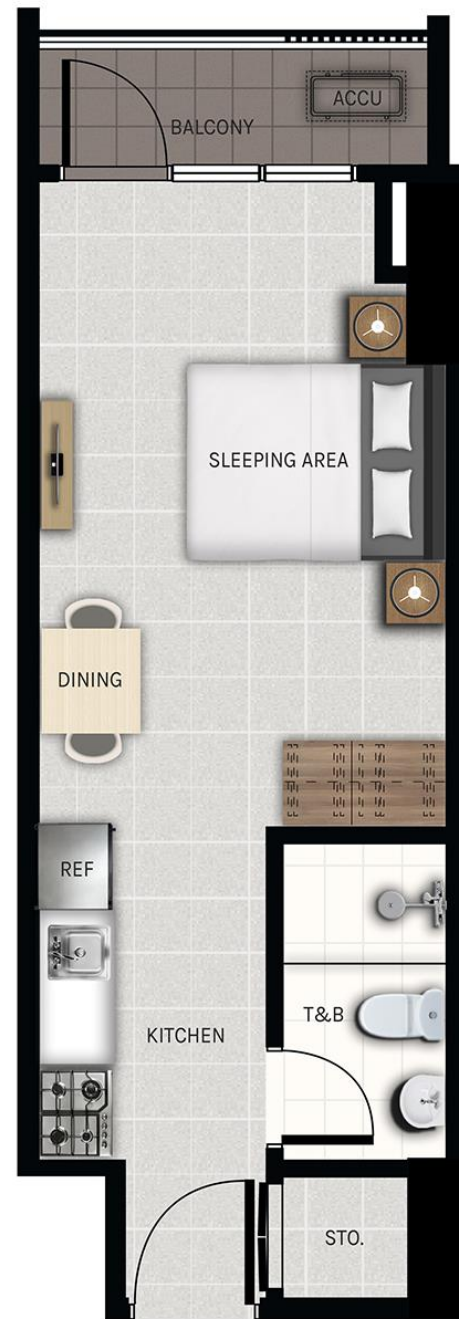 ACCU
BALCONY
SLEEPING AREA
DINING
REF
T&B
KITCHEN
STO.